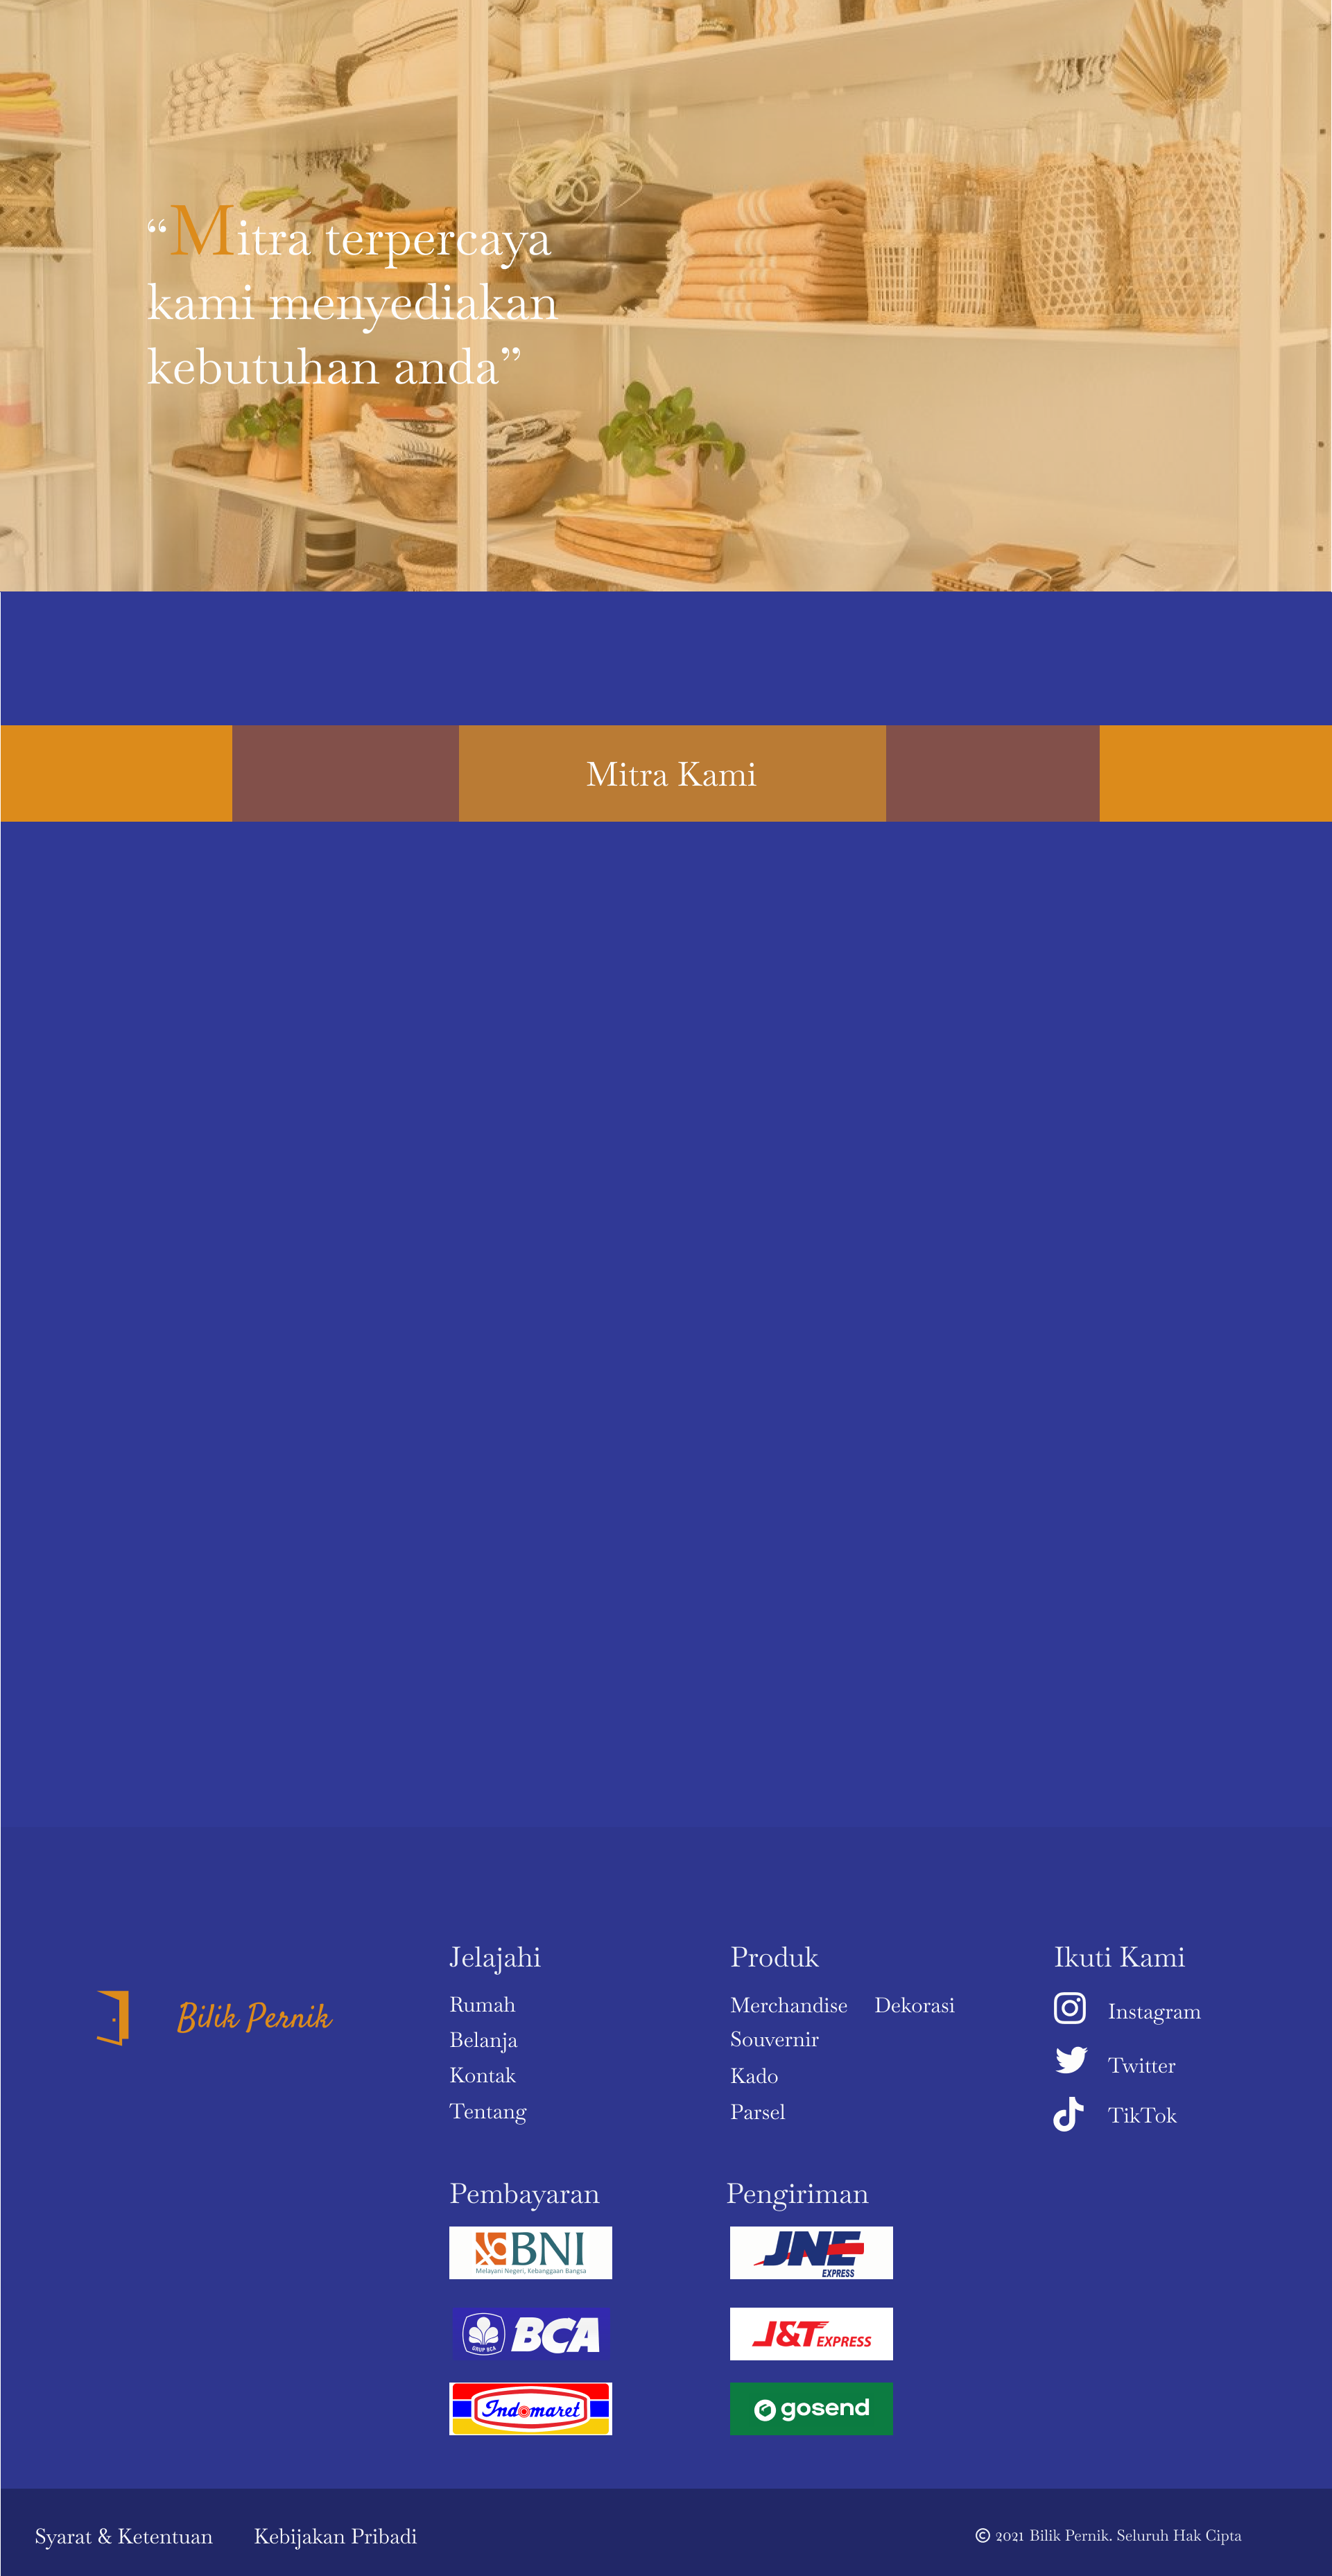 “Mitra terpercaya
kami menyediakan
kebutuhan anda”
Mitra Kami
Bilik Pernik
Jelajahi
Rumah
Belanja
Kontak
Tentang
Produk
Merchandise Dekorasi
Souvernir
Kado
Parsel
Ikuti Kami
Instagram
Twitter
TikTok
Pembayaran
BNI
Melayani Negeri, Kebanggaan Bangsa
GRUP BCA
BCA
Indomaret
Pengiriman
JNE
EXPRESS
J&T EXPRESS
gosend
Syarat & Ketentuan
Kebijakan Pribadi
© 2021 Bilik Pernik. Seluruh Hak Cipta